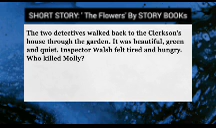 SHORT STORY: ' The Flowers' By STORY BOOKs
The two detectives walked back to the Clerkson's
house through the garden. It was beautiful, green
and quiet. Inspector Walsh felt tired and hungry.
Who killed Molly?